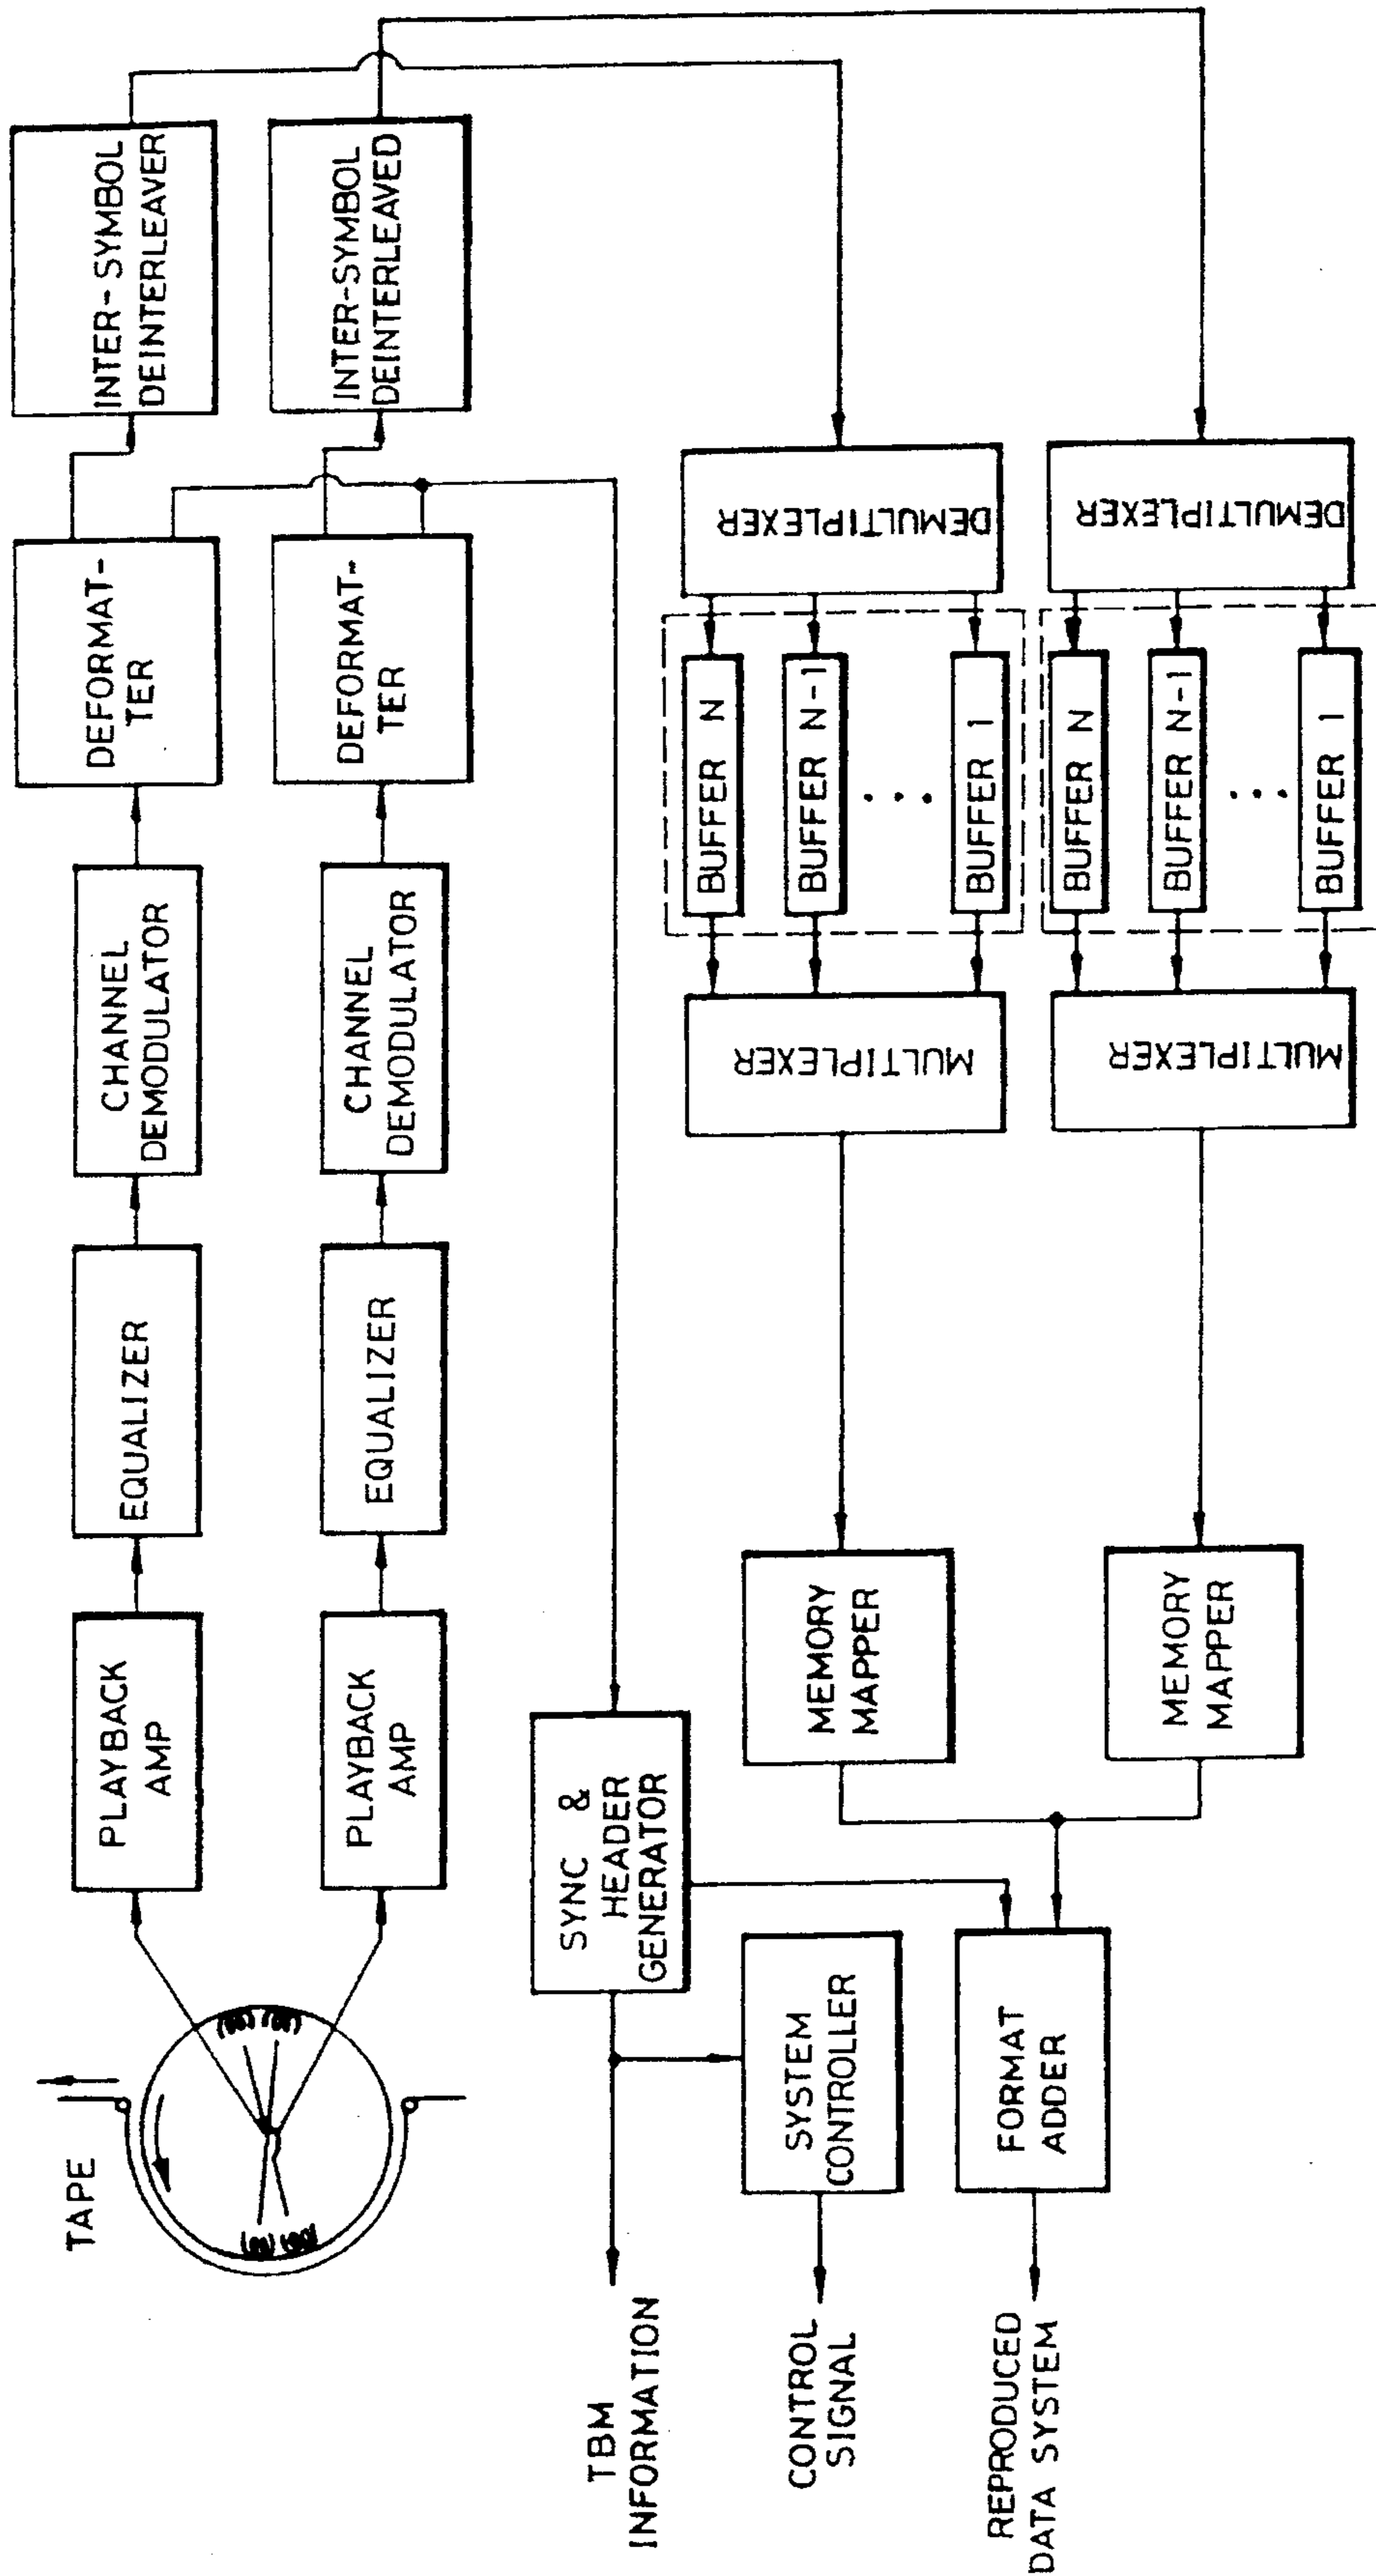 TAPE
PLAYBACK
AMP
EQUALIZER
CHANNEL
DEMODULATOR
DEFORMAT-
TER
INTER-SYMBOL
DEINTERLEAVER
PLAYBACK
AMP
EQUALIZER
CHANNEL
DEMODULATOR
DEFORMAT-
TER
INTER-SYMBOL
DEINTERLEAVED
TBM
INFORMATION
SYNC &
HEADER
GENERATOR
CONTROL
SIGNAL
SYSTEM
CONTROLLER
MEMORY
MAPPER
MULTIPLEXER
BUFFER N
BUFFER N-1
...
BUFFER 1
DEMULTIPLEXER
REPRODUCED
DATA SYSTEM
FORMAT
ADDER
MEMORY
MAPPER
MULTIPLEXER
BUFFER N
BUFFER N-1
...
BUFFER 1
DEMULTIPLEXER